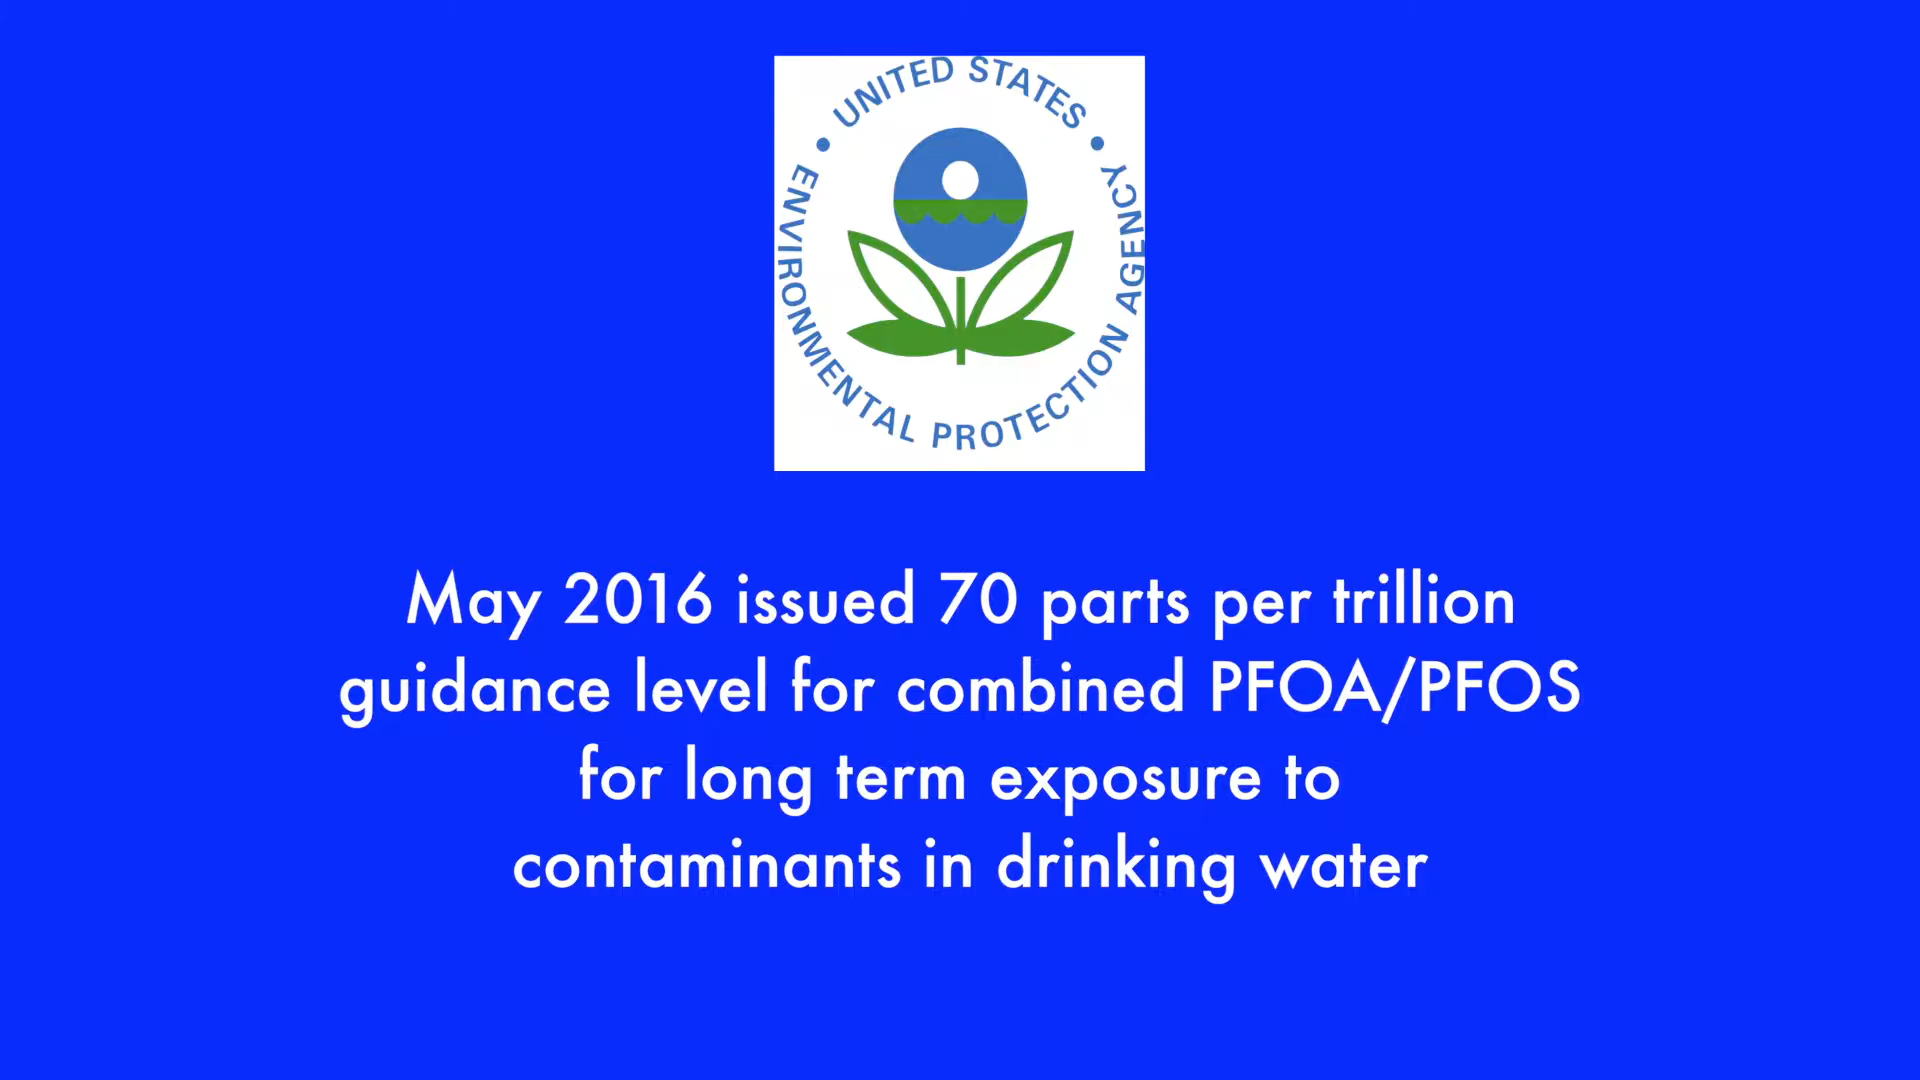 UNITED STATES • ENVIRONMENTAL PROTECTION AGENCY •
May 2016 issued 70 parts per trillion
guidance level for combined PFOA/PFOS
for long term exposure to
contaminants in drinking water